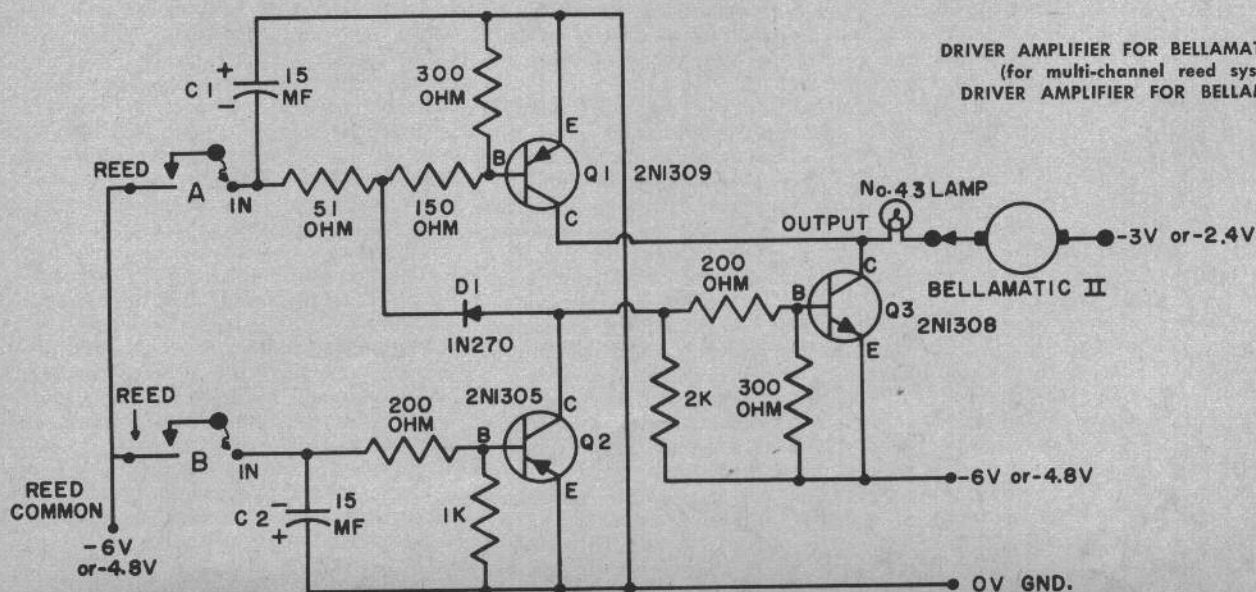 DRIVER AMPLIFIER FOR BELLAMAT
(for multi-channel reed sys
DRIVER AMPLIFIER FOR BELLAM
+
C1
15
MF
−
300
OHM
E
B
Q1
2N1309
C
REED
A
IN
51
OHM
150
OHM
No. 43 LAMP
OUTPUT
-3V or -2.4V
BELLAMATIC II
D1
1N270
200
OHM
C
B
Q3
2N1308
E
2K
300
OHM
REED
B
IN
200
OHM
2N1305
C
B
Q2
E
-6V or -4.8V
REED
COMMON
-6V
or -4.8V
C2
−
15
MF
+
1K
0V GND.